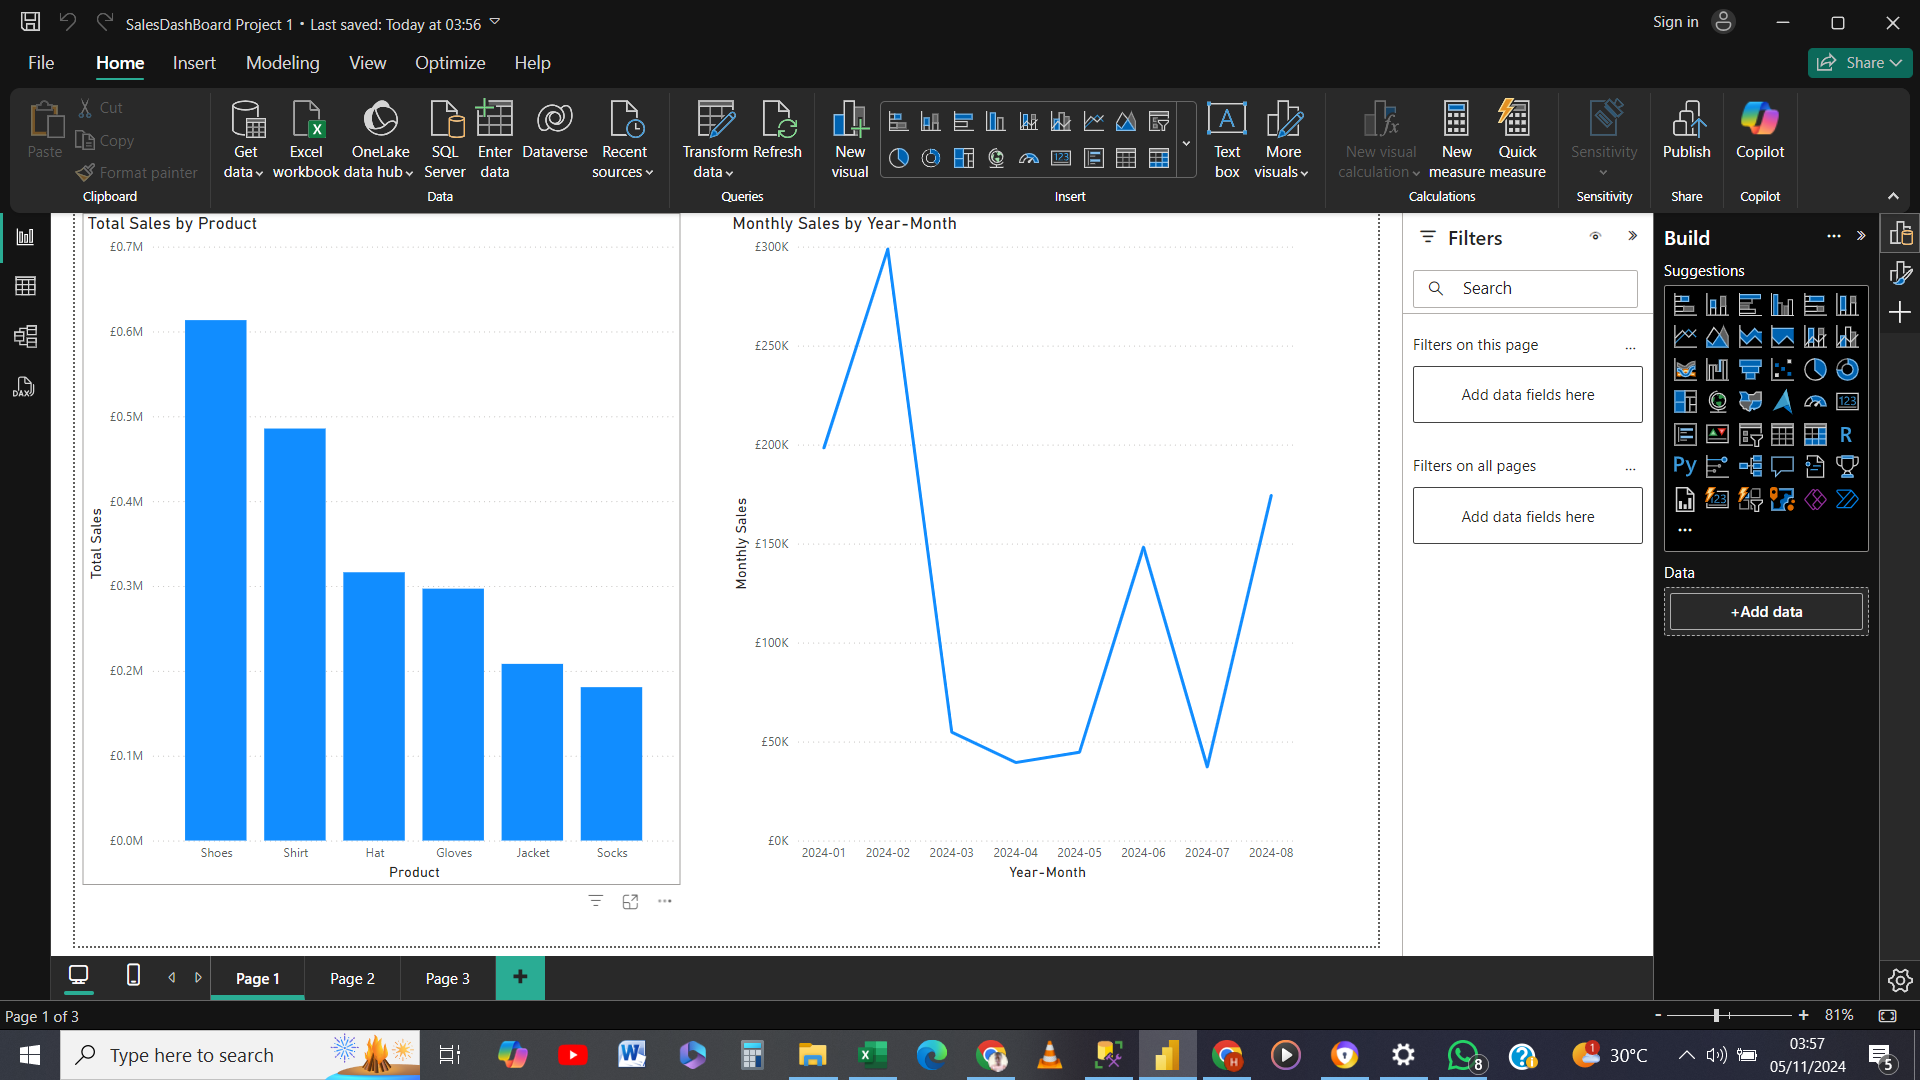 SalesDashBoard Project 1 • Last saved: Today at 03:56
Sign in
File
Home
Insert
Modeling
View
Optimize
Help
Share
Paste
Cut
Copy
Format painter
Clipboard
Get data
Excel workbook
OneLake data hub
SQL Server
Enter data
Dataverse
Recent sources
Data
Transform data
Refresh
Queries
New visual
Text box
More visuals
Insert
New visual calculation
New measure
Quick measure
Calculations
Sensitivity
Sensitivity
Publish
Share
Copilot
Copilot
DAX
Total Sales by Product
£0.7M
£0.6M
£0.5M
£0.4M
£0.3M
£0.2M
£0.1M
£0.0M
Total Sales
Shoes
Shirt
Hat
Gloves
Jacket
Socks
Product
Monthly Sales by Year-Month
£300K
£250K
£200K
£150K
£100K
£50K
£0K
Monthly Sales
2024-01
2024-02
2024-03
2024-04
2024-05
2024-06
2024-07
2024-08
Year-Month
Filters
Search
Filters on this page
Add data fields here
Filters on all pages
Add data fields here
Build
Suggestions
123
R
Py
123
Data
+Add data
Page 1
Page 2
Page 3
Page 1 of 3
81%
Type here to search
8
1
30°C
03:57
05/11/2024
5